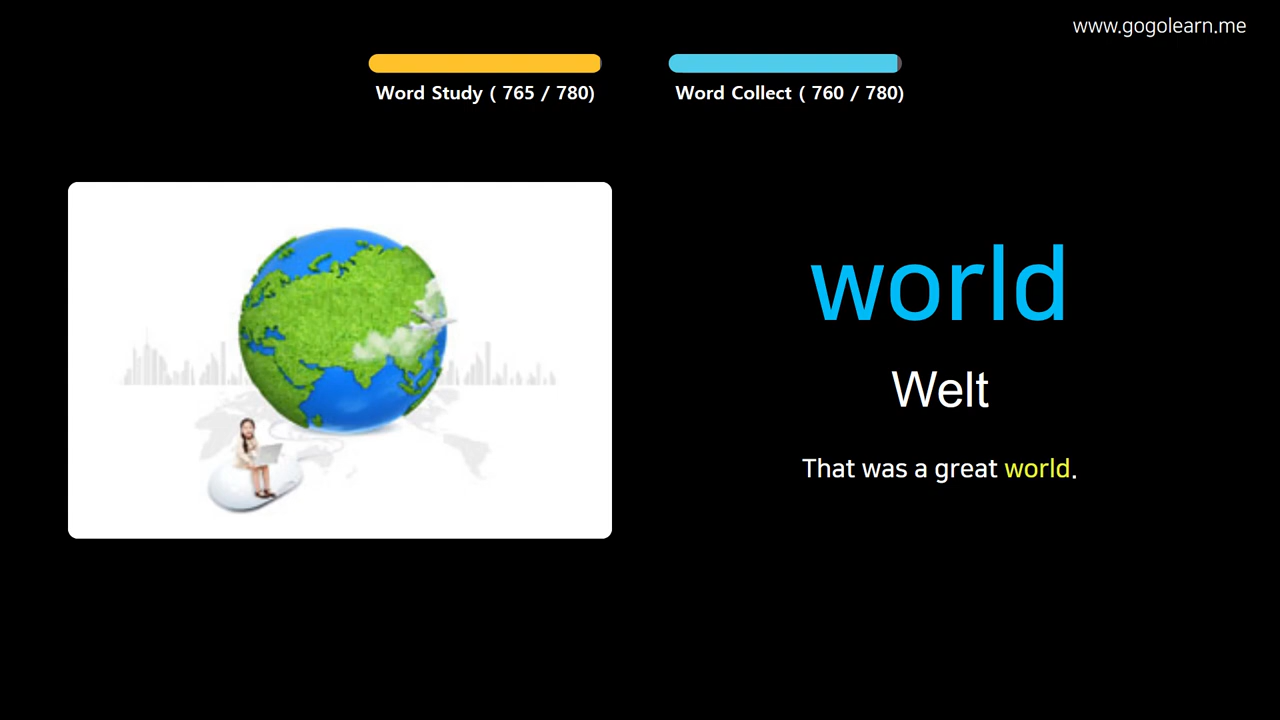 www.gogolearn.me
Word Study ( 765 / 780)
Word Collect ( 760 / 780)
world
Welt
That was a great world.